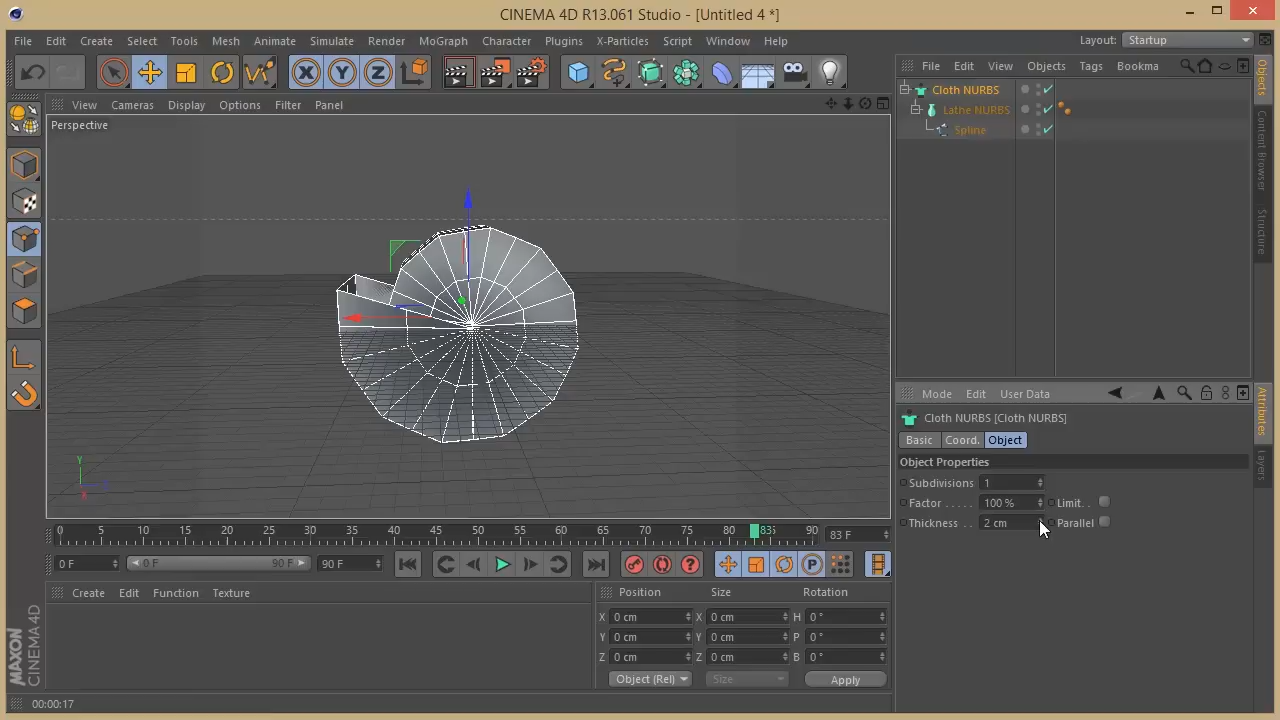 CINEMA 4D R13.061 Studio - [Untitled 4 *]
File Edit Create Select Tools Mesh Animate Simulate Render MoGraph Character Plugins X-Particles Script Window Help Layout: Startup
X Y Z
File Edit View Objects Tags Bookma
View Cameras Display Options Filter Panel
Perspective
Cloth NURBS
Lathe NURBS
Spline
Objects
Content Browser
Structure
Mode Edit User Data
Cloth NURBS [Cloth NURBS]
Basic Coord. Object
Object Properties
Subdivisions 1
Factor . . . . . 100 % Limit. .
Thickness . . 2 cm Parallel
Attributes
Layers
Y
X
0 5 10 15 20 25 30 35 40 45 50 55 60 65 70 75 80 83 90 83 F
0 F 0 F 90 F 90 F
P
Create Edit Function Texture
Position Size Rotation
X 0 cm X 0 cm H 0 °
Y 0 cm Y 0 cm P 0 °
Z 0 cm Z 0 cm B 0 °
Object (Rel) Size Apply
MAXON
CINEMA 4D
00:00:17